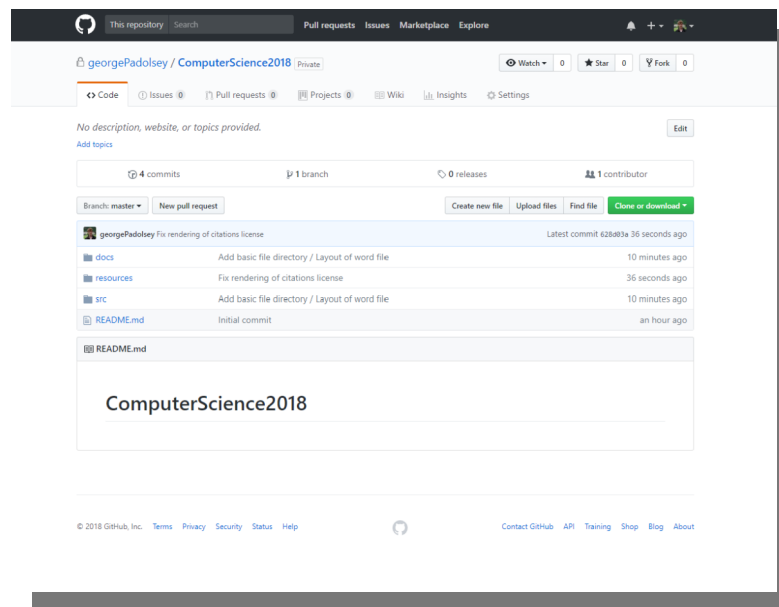 This repository Search Pull requests Issues Marketplace Explore
georgePadolsey / ComputerScience2018 Private Watch 0 Star 0 Fork 0
Code Issues 0 Pull requests 0 Projects 0 Wiki Insights Settings
No description, website, or topics provided. Edit
Add topics
4 commits 1 branch 0 releases 1 contributor
Branch: master New pull request Create new file Upload files Find file Clone or download
georgePadolsey Fix rendering of citations license Latest commit 628d03a 36 seconds ago
docs Add basic file directory / Layout of word file 10 minutes ago
resources Fix rendering of citations license 36 seconds ago
src Add basic file directory / Layout of word file 10 minutes ago
README.md Initial commit an hour ago
README.md
ComputerScience2018
© 2018 GitHub, Inc. Terms Privacy Security Status Help Contact GitHub API Training Shop Blog About